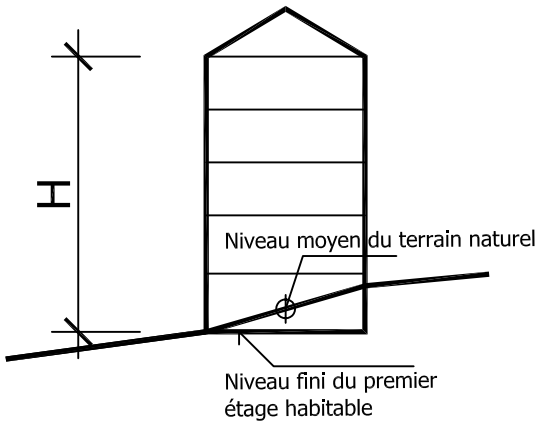 H
Niveau moyen du terrain naturel
Niveau fini du premier
étage habitable